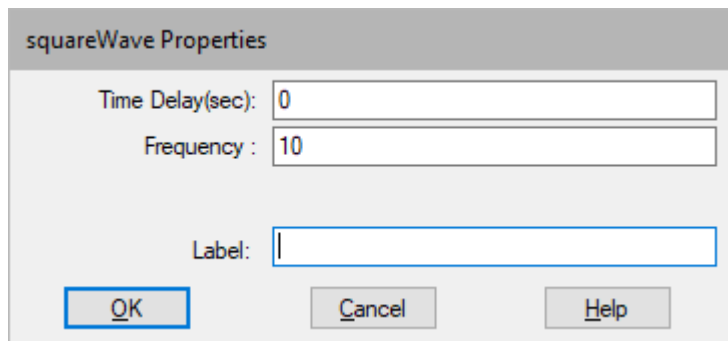 squareWave Properties
Time Delay(sec): 0
Frequency : 10
Label:
OK Cancel Help